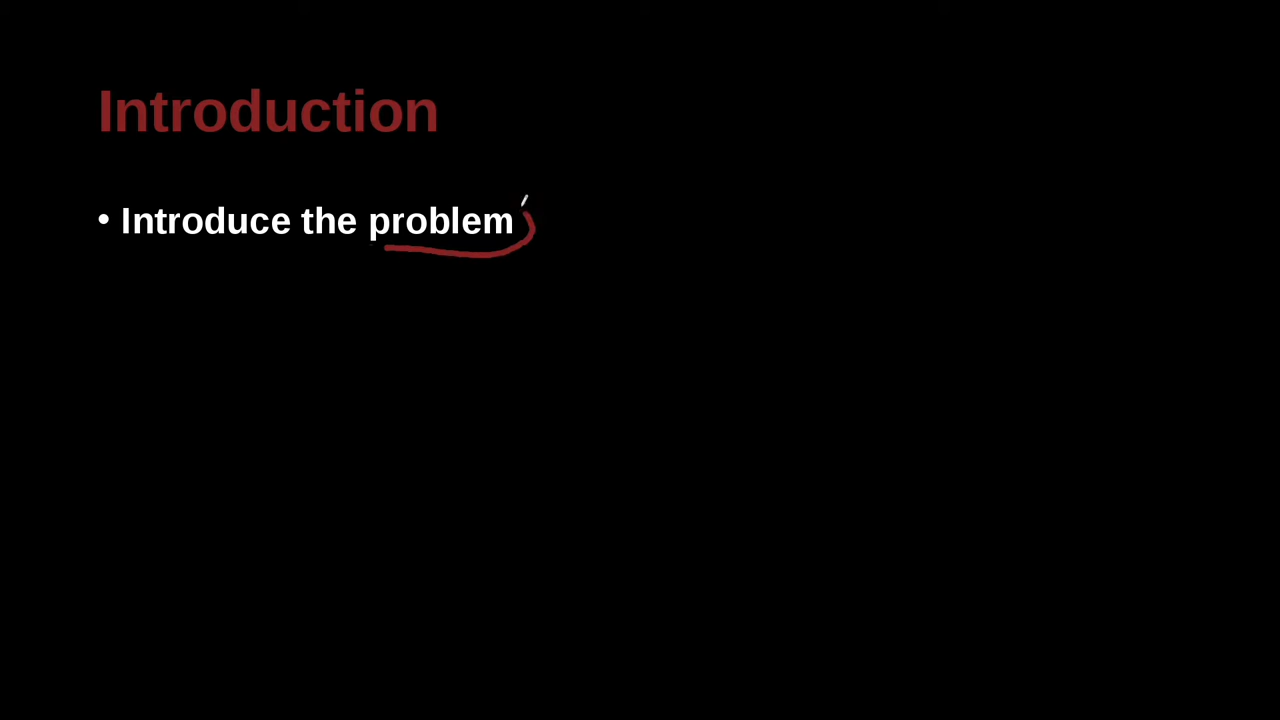 Introduction
• Introduce the problem